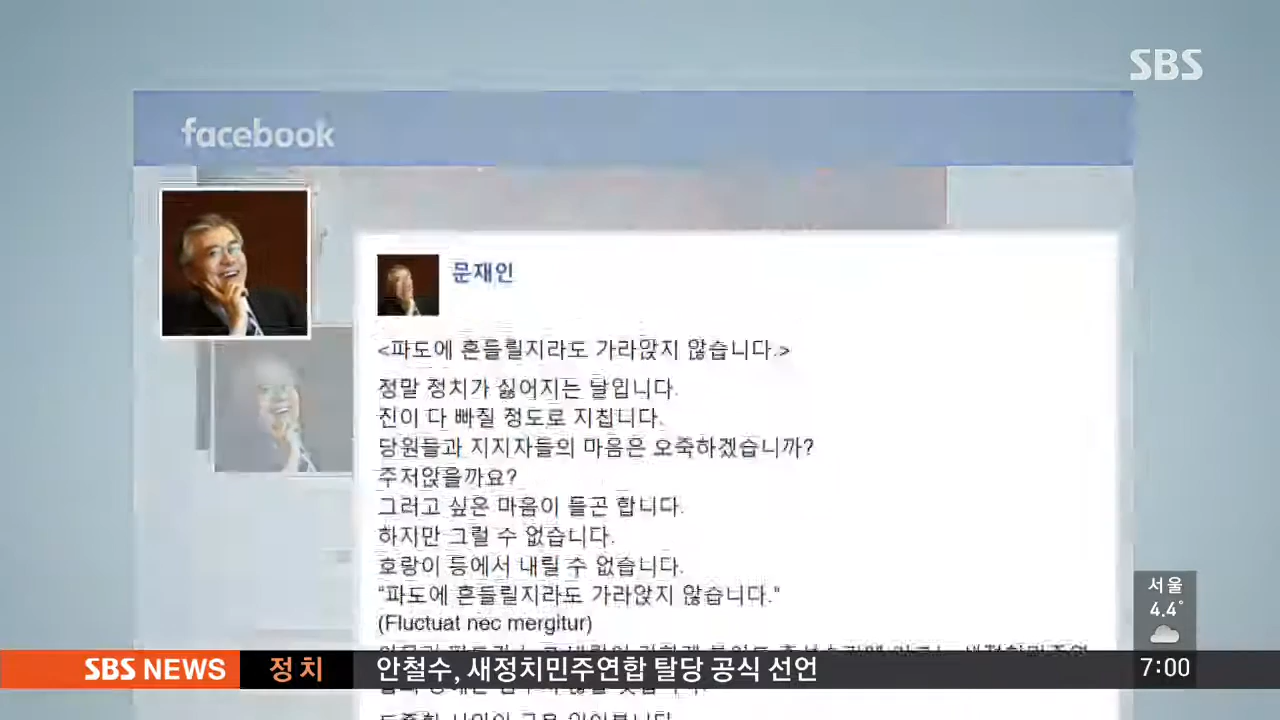 SBS
facebook
문재인
<파도에 흔들릴지라도 가라앉지 않습니다.>
정말 정치가 싫어지는 날입니다.
진이 다 빠질 정도로 지칩니다.
당원들과 지지자들의 마음은 오죽하겠습니까?
주저앉을까요?
그러고 싶은 마음이 들곤 합니다.
하지만 그럴 수 없습니다.
호랑이 등에서 내릴 수 없습니다.
"파도에 흔들릴지라도 가라앉지 않습니다."
(Fluctuat nec mergitur)
서울
4.4°
SBS NEWS 정치 안철수, 새정치민주연합 탈당 공식 선언 7:00